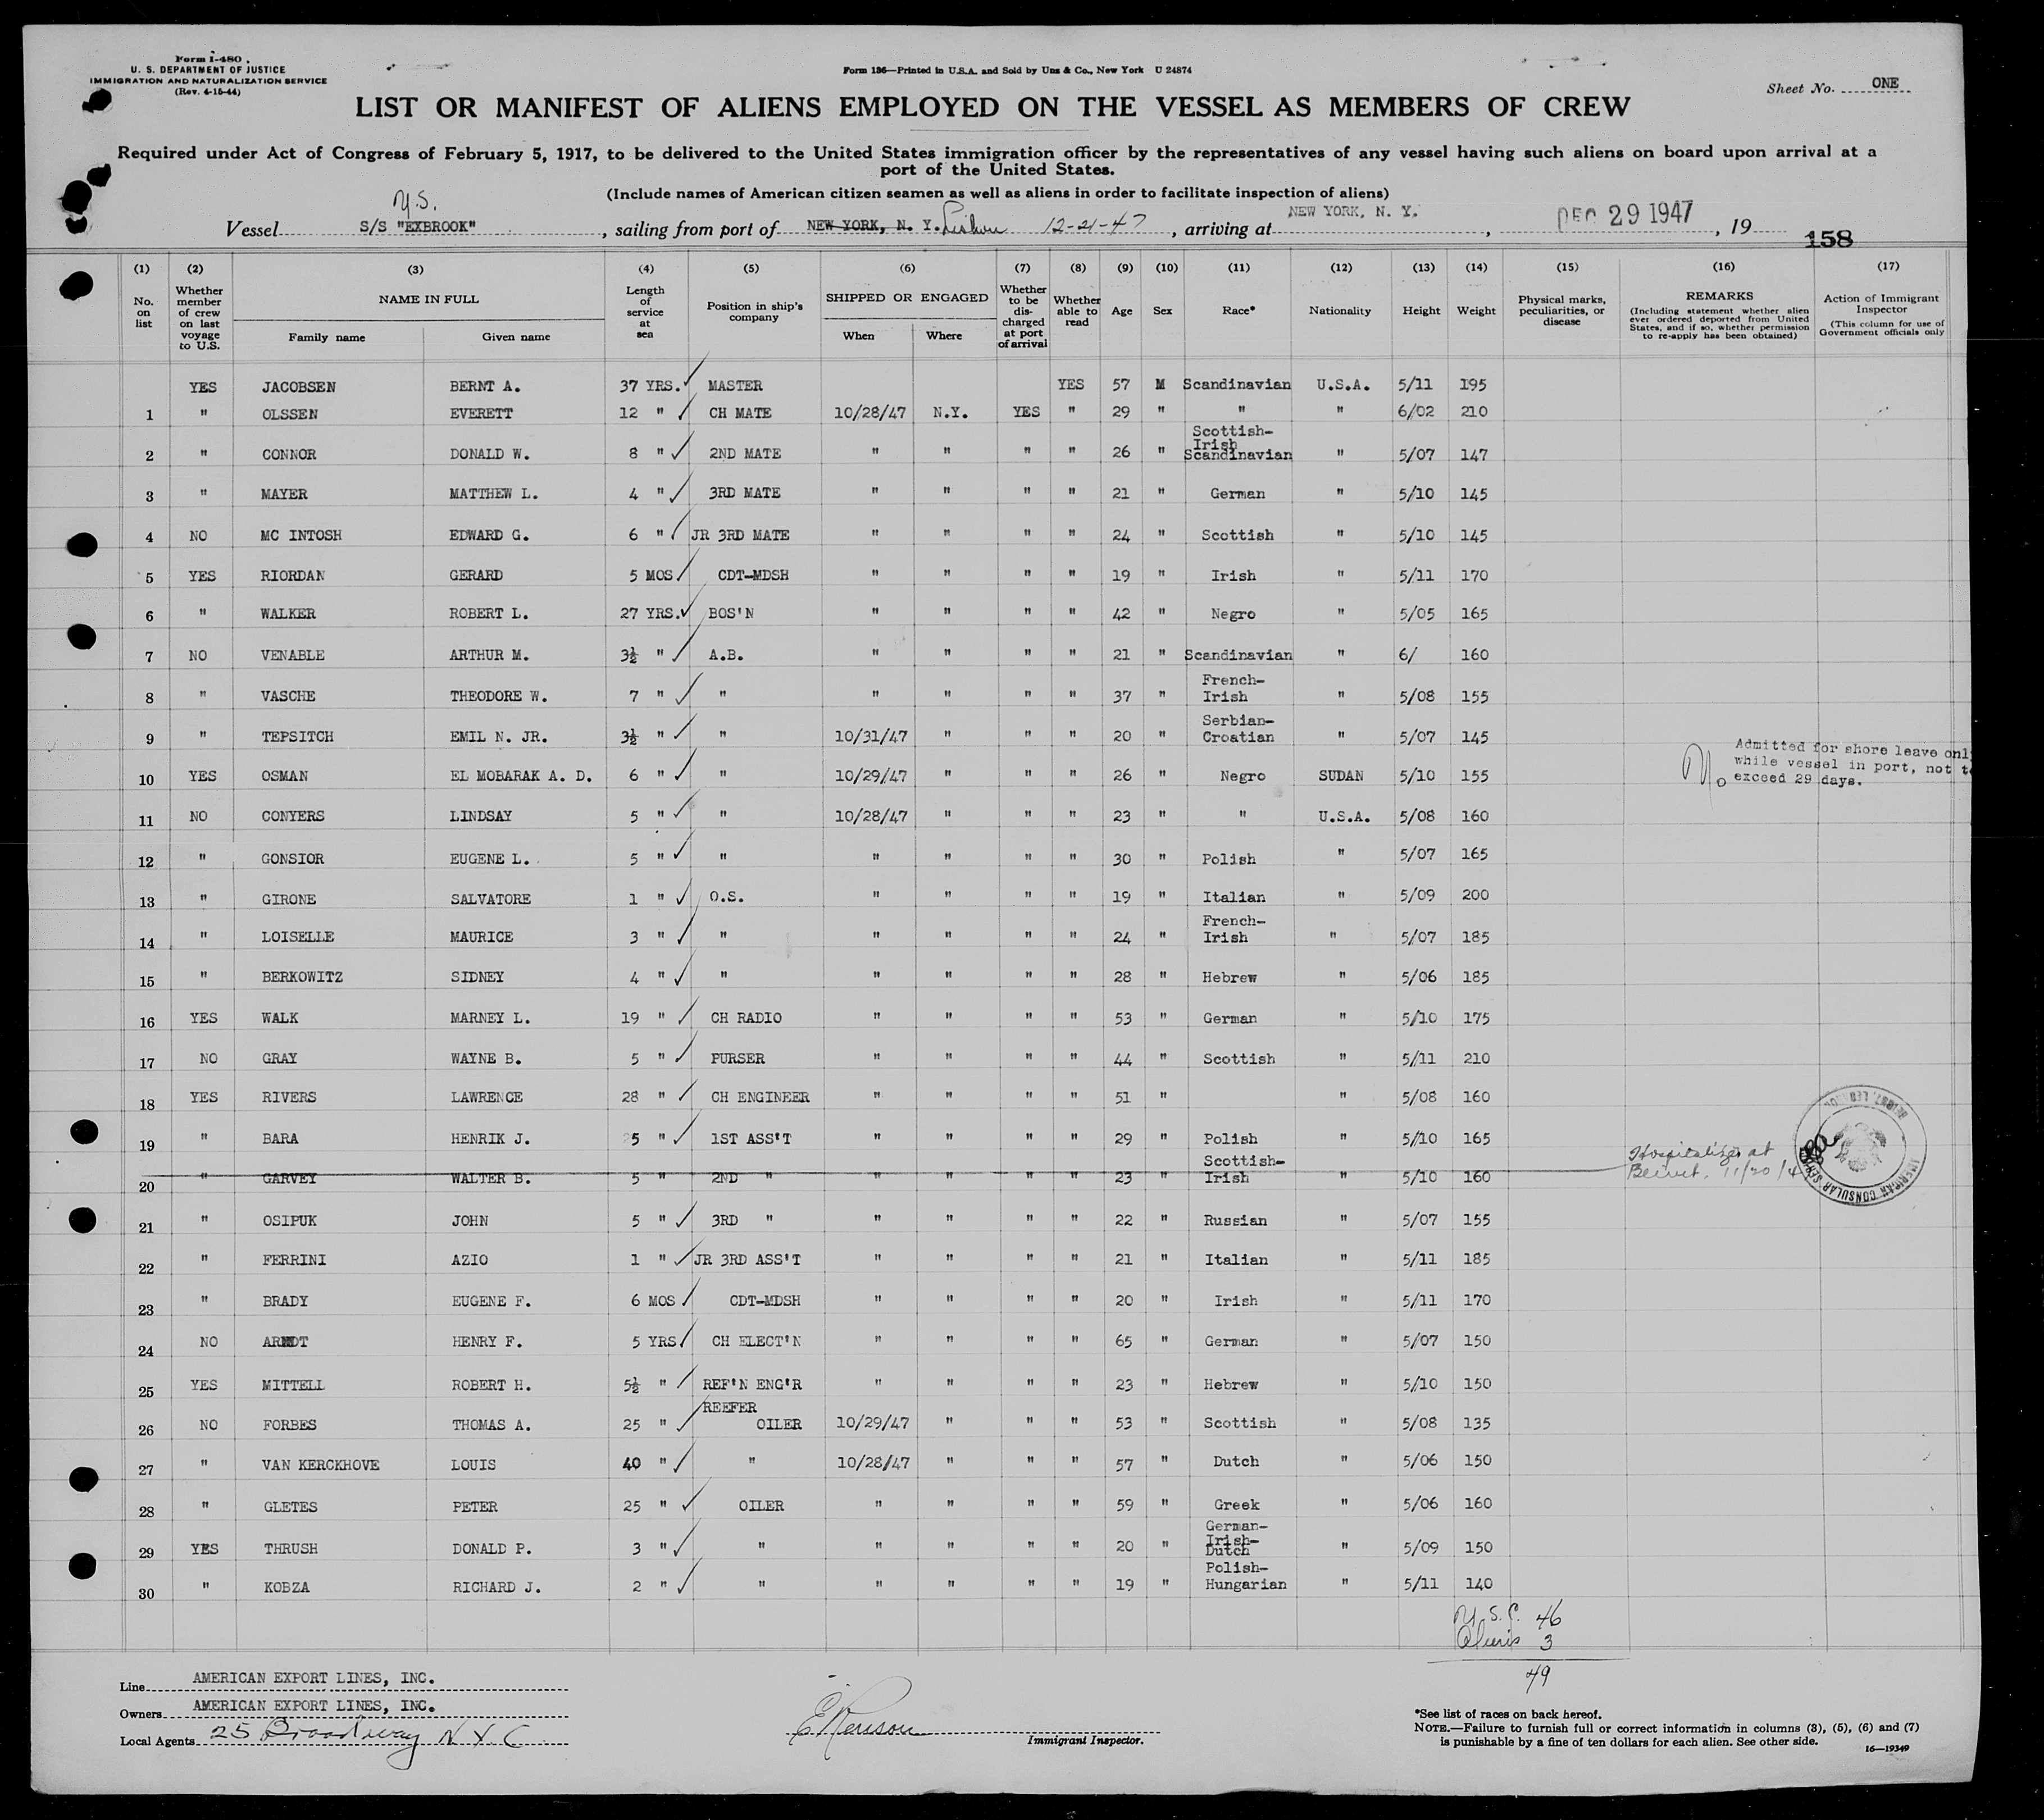 Form I-480
U. S. DEPARTMENT OF JUSTICE
IMMIGRATION AND NATURALIZATION SERVICE
(Rev. 4-15-44)
Form 186—Printed in U.S.A. and Sold by Unz & Co., New York U 24874
Sheet No. ONE
LIST OR MANIFEST OF ALIENS EMPLOYED ON THE VESSEL AS MEMBERS OF CREW
Required under Act of Congress of February 5, 1917, to be delivered to the United States immigration officer by the representatives of any vessel having such aliens on board upon arrival at a
port of the United States.
(Include names of American citizen seamen as well as aliens in order to facilitate inspection of aliens)
U.S.
Vessel S/S "EXBROOK", sailing from port of NEW YORK, N. Y. Lisbon 12-21-47, arriving at NEW YORK, N. Y., DEC 29 1947, 19
158
(1) No. on list
(2) Whether member of crew on last voyage to U.S.
(3) NAME IN FULL Family name Given name
(4) Length of service at sea
(5) Position in ship's company
(6) SHIPPED OR ENGAGED When Where
(7) Whether to be discharged at port of arrival
(8) Whether able to read
(9) Age
(10) Sex
(11) Race*
(12) Nationality
(13) Height
(14) Weight
(15) Physical marks, peculiarities, or disease
(16) REMARKS (Including statement whether alien ever ordered deported from United States, and if so, whether permission to re-apply has been obtained)
(17) Action of Immigrant Inspector (This column for use of Government officials only
YES JACOBSEN BERNT A. 37 YRS. MASTER YES 57 M Scandinavian U.S.A. 5/11 195
1 " OLSSEN EVERETT 12 " CH MATE 10/28/47 N.Y. YES " 29 " " " 6/02 210
2 " CONNOR DONALD W. 8 " 2ND MATE " " " " 26 " Scottish-Irish Scandinavian " 5/07 147
3 " MAYER MATTHEW L. 4 " 3RD MATE " " " " 21 " German " 5/10 145
4 NO MC INTOSH EDWARD G. 6 " JR 3RD MATE " " " " 24 " Scottish " 5/10 145
5 YES RIORDAN GERARD 5 MOS CDT-MDSH " " " " 19 " Irish " 5/11 170
6 " WALKER ROBERT L. 27 YRS. BOS'N " " " " 42 " Negro " 5/05 165
7 NO VENABLE ARTHUR M. 3½ " A.B. " " " " 21 " Scandinavian " 6/ 160
8 " VASCHE THEODORE W. 7 " " " " " " 37 " French-Irish " 5/08 155
9 " TEPSITCH EMIL N. JR. 3½ " " 10/31/47 " " " 20 " Serbian-Croatian " 5/07 145
10 YES OSMAN EL MOBARAK A. D. 6 " " 10/29/47 " " " 26 " Negro SUDAN 5/10 155 No Admitted for shore leave only while vessel in port, not to exceed 29 days.
11 NO CONYERS LINDSAY 5 " " 10/28/47 " " " 23 " " U.S.A. 5/08 160
12 " GONSIOR EUGENE L. 5 " " " " " " 30 " Polish " 5/07 165
13 " GIRONE SALVATORE 1 " O.S. " " " " 19 " Italian " 5/09 200
14 " LOISELLE MAURICE 3 " " " " " " 24 " French-Irish " 5/07 185
15 " BERKOWITZ SIDNEY 4 " " " " " " 28 " Hebrew " 5/06 185
16 YES WALK MARNEY L. 19 " CH RADIO " " " " 53 " German " 5/10 175
17 NO GRAY WAYNE B. 5 " PURSER " " " " 44 " Scottish " 5/11 210
18 YES RIVERS LAWRENCE 28 " CH ENGINEER " " " " 51 " " 5/08 160
19 " BARA HENRIK J. 5 " 1ST ASS'T " " " " 29 " Polish " 5/10 165
20 " GARVEY WALTER B. 5 " 2ND " " " " " 23 " Scottish-Irish " 5/10 160 Hospitalized at Beirut, 11/20/4
AMERICAN CONSULAR SERVICE BEIRUT, LEBANON
21 " OSIPUK JOHN 5 " 3RD " " " " " 22 " Russian " 5/07 155
22 " FERRINI AZIO 1 " JR 3RD ASS'T " " " " 21 " Italian " 5/11 185
23 " BRADY EUGENE F. 6 MOS CDT-MDSH " " " " 20 " Irish " 5/11 170
24 NO ARNDT HENRY F. 5 YRS CH ELECT'N " " " " 65 " German " 5/07 150
25 YES MITTELL ROBERT H. 5½ " REF'N ENG'R " " " " 23 " Hebrew " 5/10 150
26 NO FORBES THOMAS A. 25 " REEFER OILER 10/29/47 " " " 53 " Scottish " 5/08 135
27 " VAN KERCKHOVE LOUIS 40 " " 10/28/47 " " " 57 " Dutch " 5/06 150
28 " GLETES PETER 25 " OILER " " " " 59 " Greek " 5/06 160
29 YES THRUSH DONALD P. 3 " " " " " " 20 " German-Irish-Dutch " 5/09 150
30 " KOBZA RICHARD J. 2 " " " " " " 19 " Polish-Hungarian " 5/11 140
U.S.C. 46
Aliens 3
49
Line AMERICAN EXPORT LINES, INC.
Owners AMERICAN EXPORT LINES, INC.
Local Agents 25 Broadway N Y C
Immigrant Inspector.
*See list of races on back hereof.
NOTE.—Failure to furnish full or correct information in columns (3), (5), (6) and (7)
is punishable by a fine of ten dollars for each alien. See other side.
16—19349